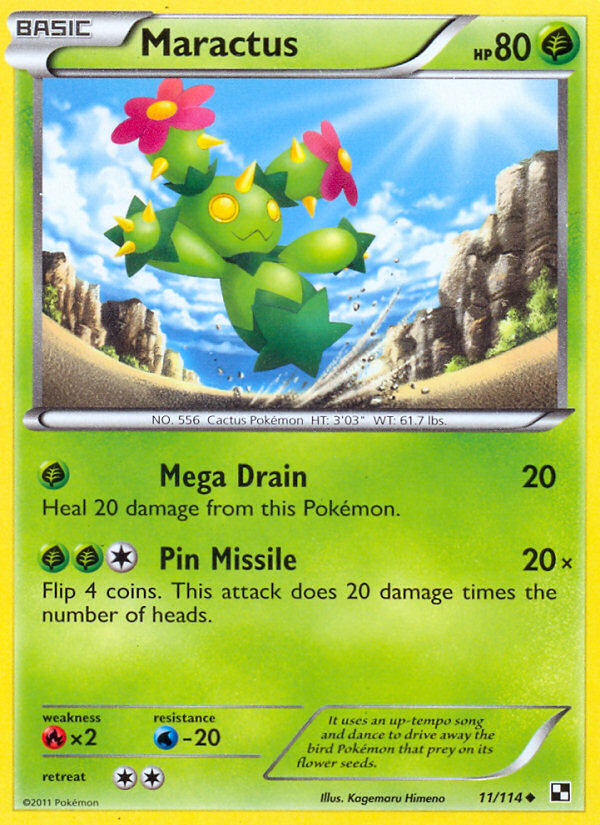 BASIC
Maractus
HP80
NO. 556 Cactus Pokémon HT: 3'03" WT: 61.7 lbs.
Mega Drain 20
Heal 20 damage from this Pokémon.
Pin Missile 20×
Flip 4 coins. This attack does 20 damage times the
number of heads.
weakness resistance
×2 -20
It uses an up-tempo song
and dance to drive away the
bird Pokémon that prey on its
flower seeds.
retreat
©2011 Pokémon Illus. Kagemaru Himeno 11/114